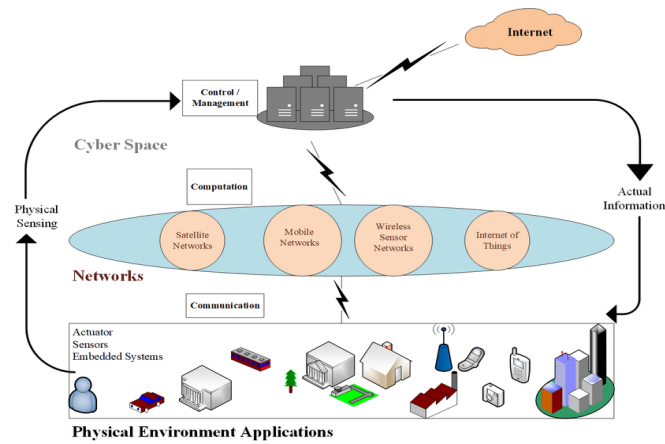 Internet
Control /
Management
Cyber Space
Computation
Physical
Sensing
Actual
Information
Satellite
Networks
Mobile
Networks
Wireless
Sensor
Networks
Internet of
Things
Networks
Communication
Actuator
Sensors
Embedded Systems
Physical Environment Applications